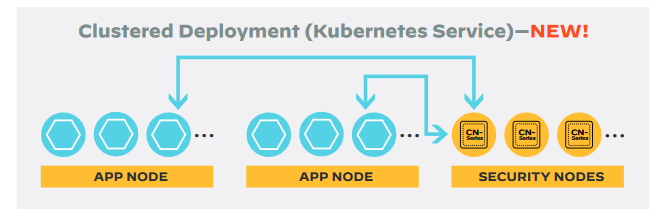 Clustered Deployment (Kubernetes Service)—NEW!
... ... ...
CN-
Series
CN-
Series
CN-
Series
APP NODE
APP NODE
SECURITY NODES